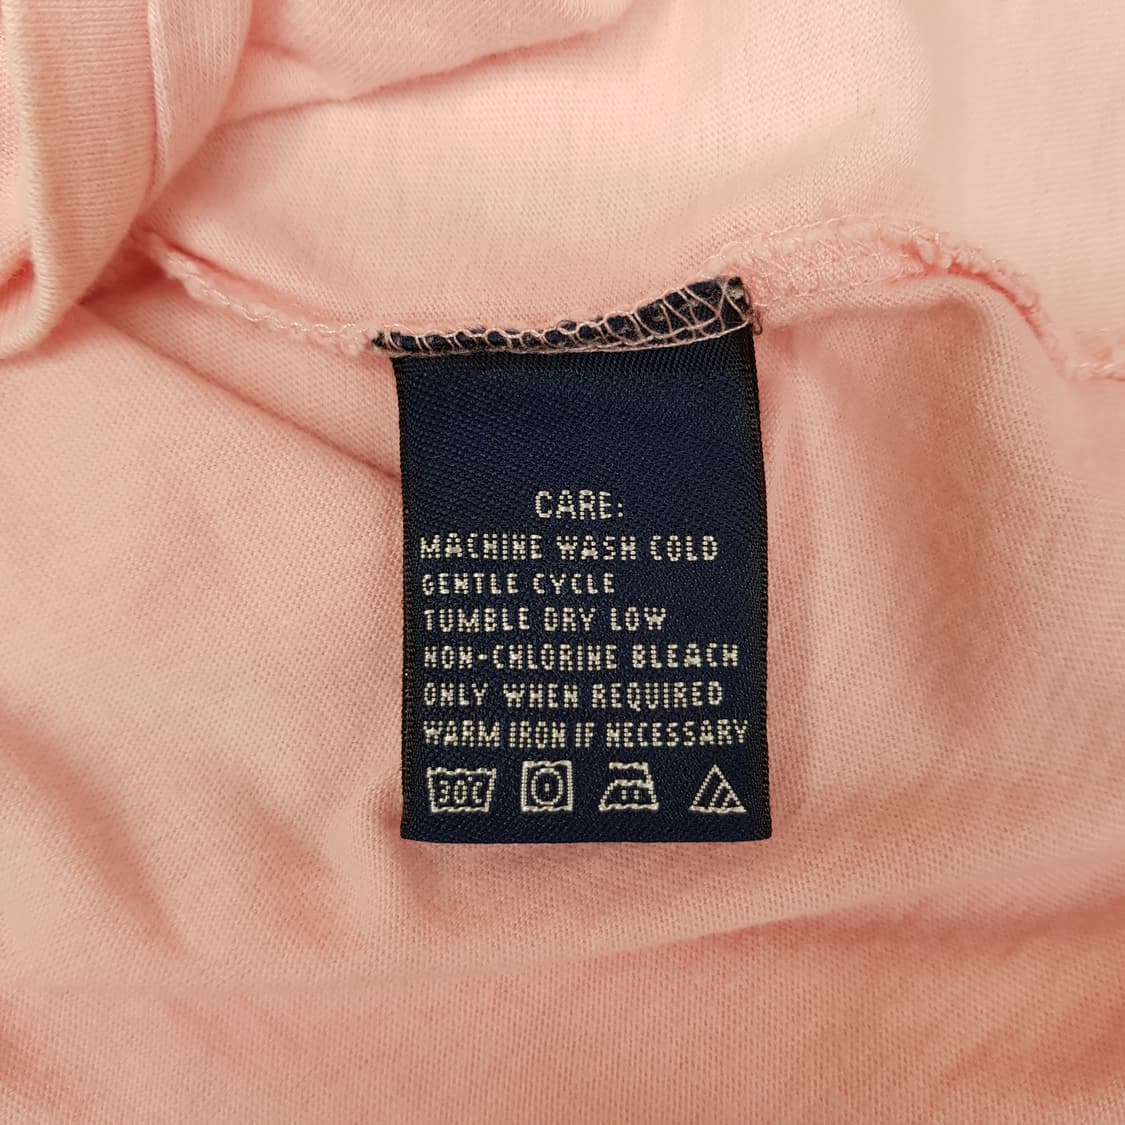 CARE:
MACHINE WASH COLD
GENTLE CYCLE
TUMBLE DRY LOW
NON-CHLORINE BLEACH
ONLY WHEN REQUIRED
WARM IRON IF NECESSARY
30C